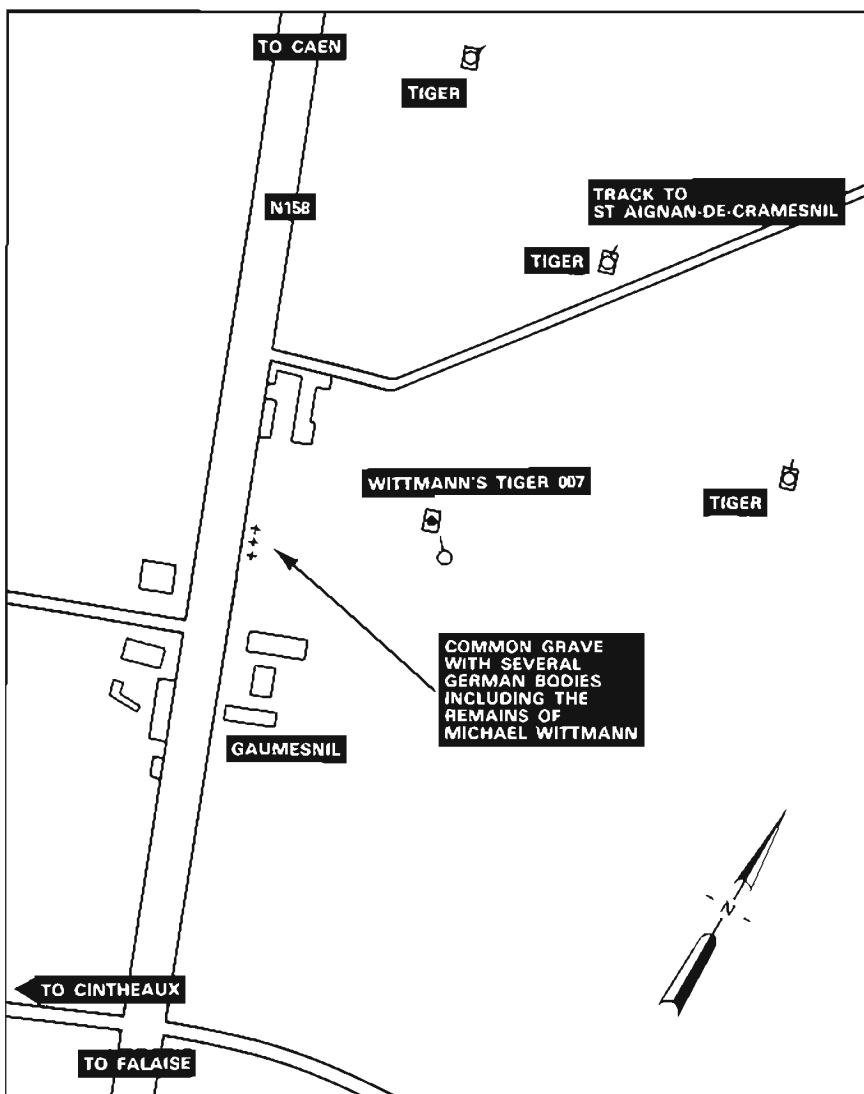 TO CAEN
TIGER
N158
TRACK TO
ST AIGNAN-DE-CRAMESNIL
TIGER
WITTMANN'S TIGER 007
TIGER
COMMON GRAVE
WITH SEVERAL
GERMAN BODIES
INCLUDING THE
REMAINS OF
MICHAEL WITTMANN
GAUMESNIL
N
TO CINTHEAUX
TO FALAISE